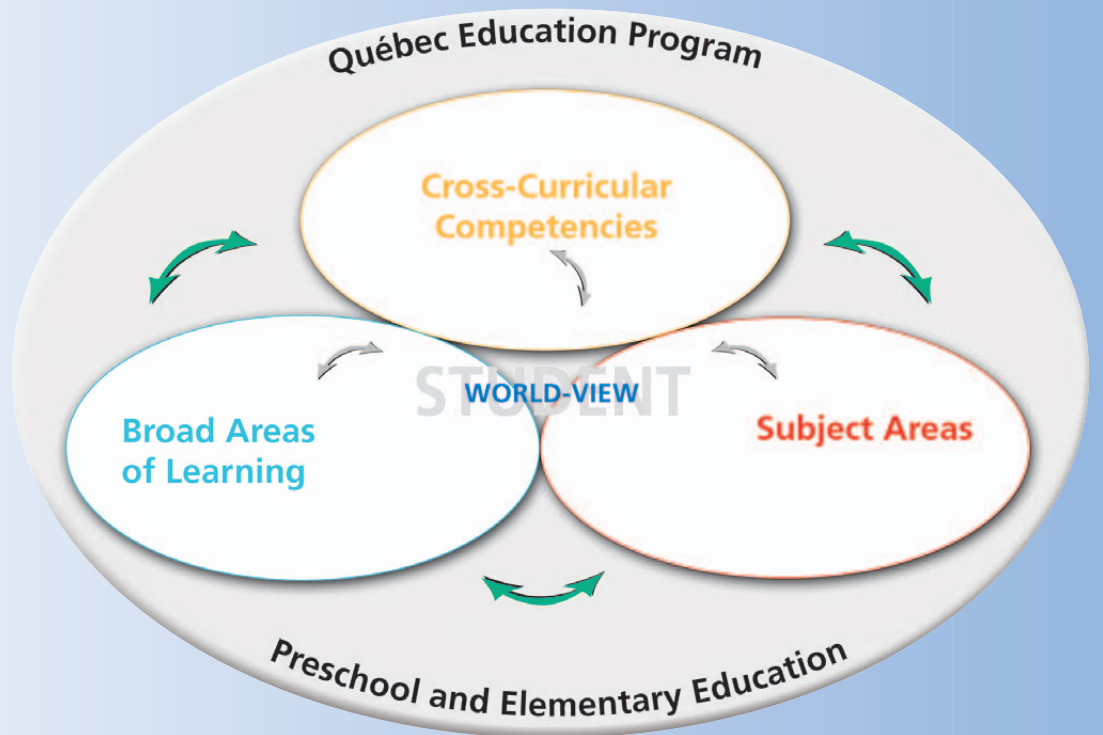 Québec Education Program
Cross-Curricular
Competencies
STUDENT
WORLD-VIEW
Broad Areas
of Learning
Subject Areas
Preschool and Elementary Education